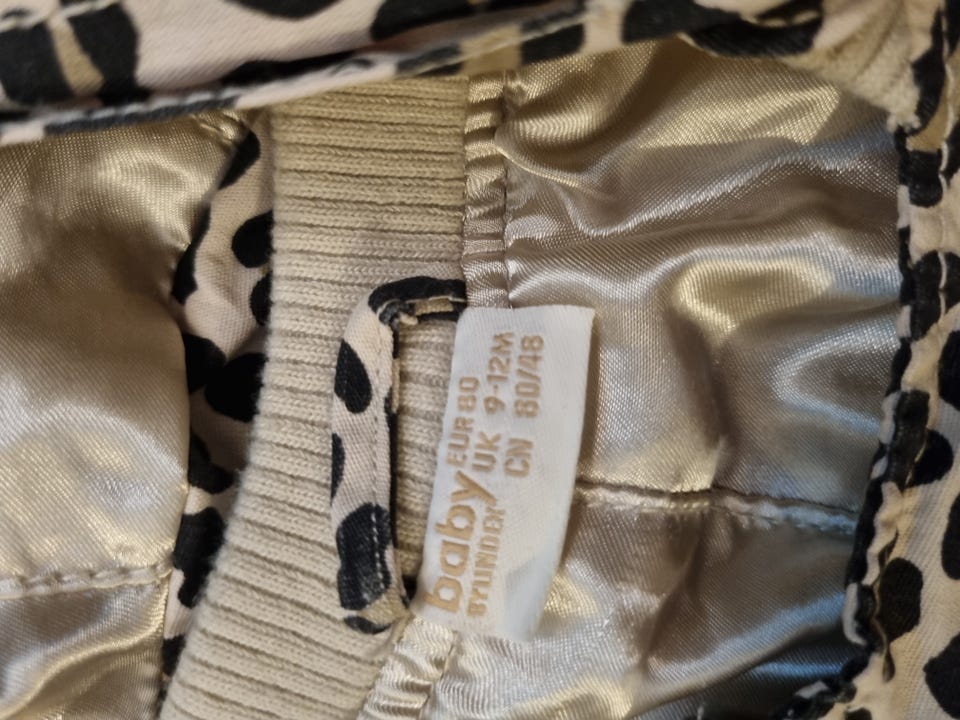 baby
BY LINDEX
EUR 80
UK 9-12M
CN 80/48